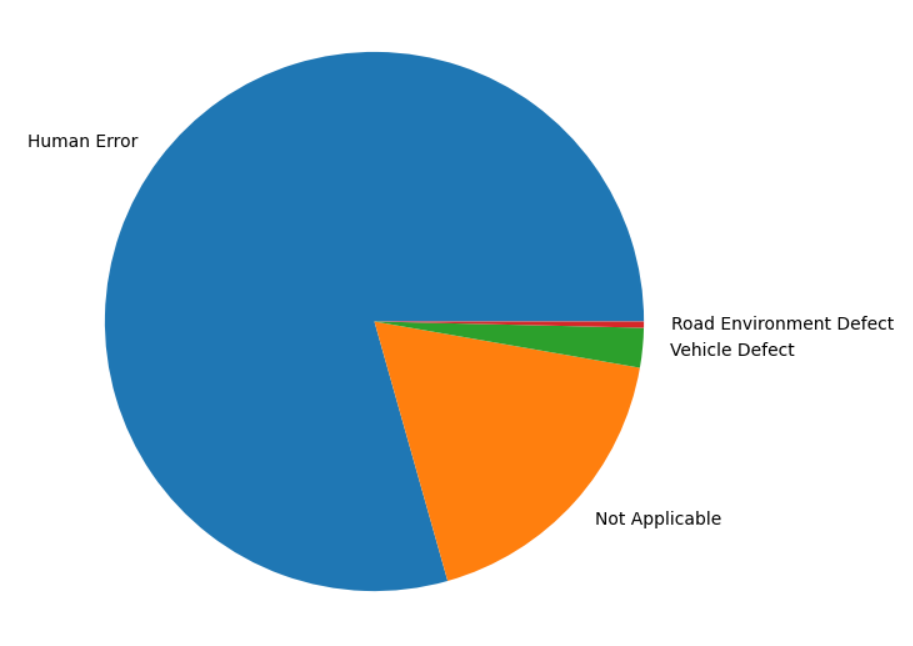 Human Error
Road Environment Defect
Vehicle Defect
Not Applicable